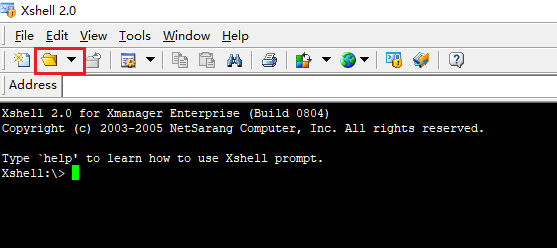 Xshell 2.0
File Edit View Tools Window Help
Address
Xshell 2.0 for Xmanager Enterprise (Build 0804)
Copyright (c) 2003-2005 NetSarang Computer, Inc. All rights reserved.
Type `help' to learn how to use Xshell prompt.
Xshell:\>